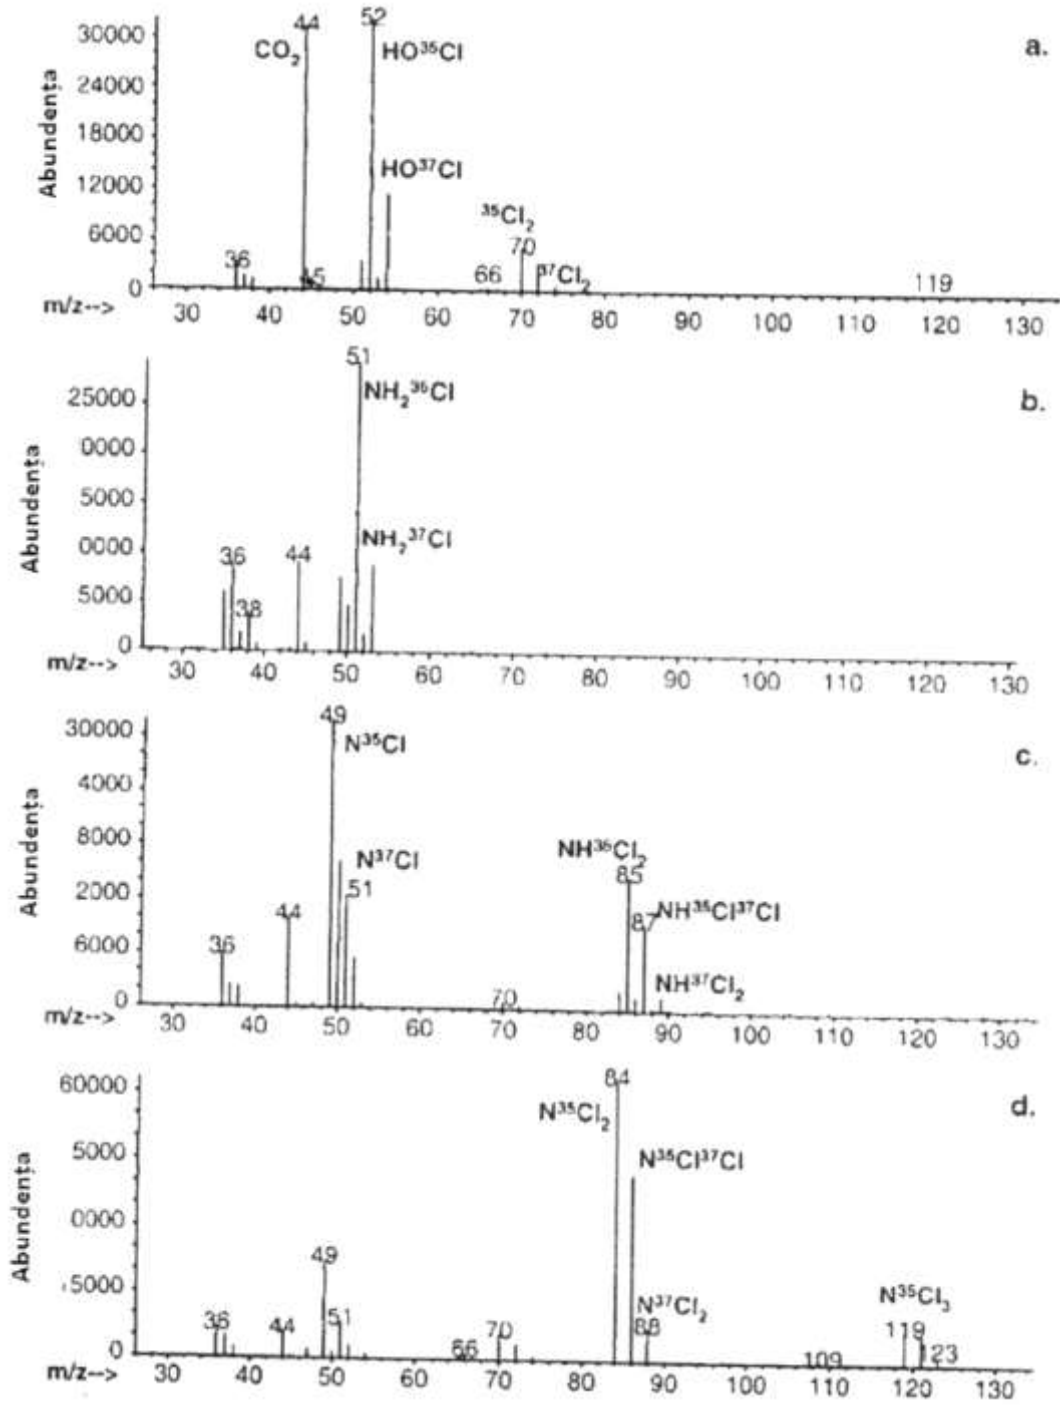 30000
44
52
CO₂
HO³⁵Cl
a.
24000
18000
HO³⁷Cl
12000
³⁵Cl₂
6000
36
70
45
66
³⁷Cl₂
119
0
Abundența
m/z-->
30 40 50 60 70 80 90 100 110 120 130
51
NH₂³⁵Cl
b.
25000
0000
5000
0000
NH₂³⁷Cl
36
44
5000
38
0
Abundența
m/z-->
30 40 50 60 70 80 90 100 110 120 130
49
30000
N³⁵Cl
c.
4000
8000
N³⁷Cl
NH³⁵Cl₂
85
2000
51
44
87
NH³⁵Cl³⁷Cl
6000
36
NH³⁷Cl₂
70
0
Abundența
m/z-->
30 40 50 60 70 80 90 100 110 120 130
84
60000
N³⁵Cl₂
d.
5000
N³⁵Cl³⁷Cl
0000
49
5000
N³⁵Cl₃
N³⁷Cl₂
36
44
51
70
88
119
66
109
123
0
Abundența
m/z-->
30 40 50 60 70 80 90 100 110 120 130